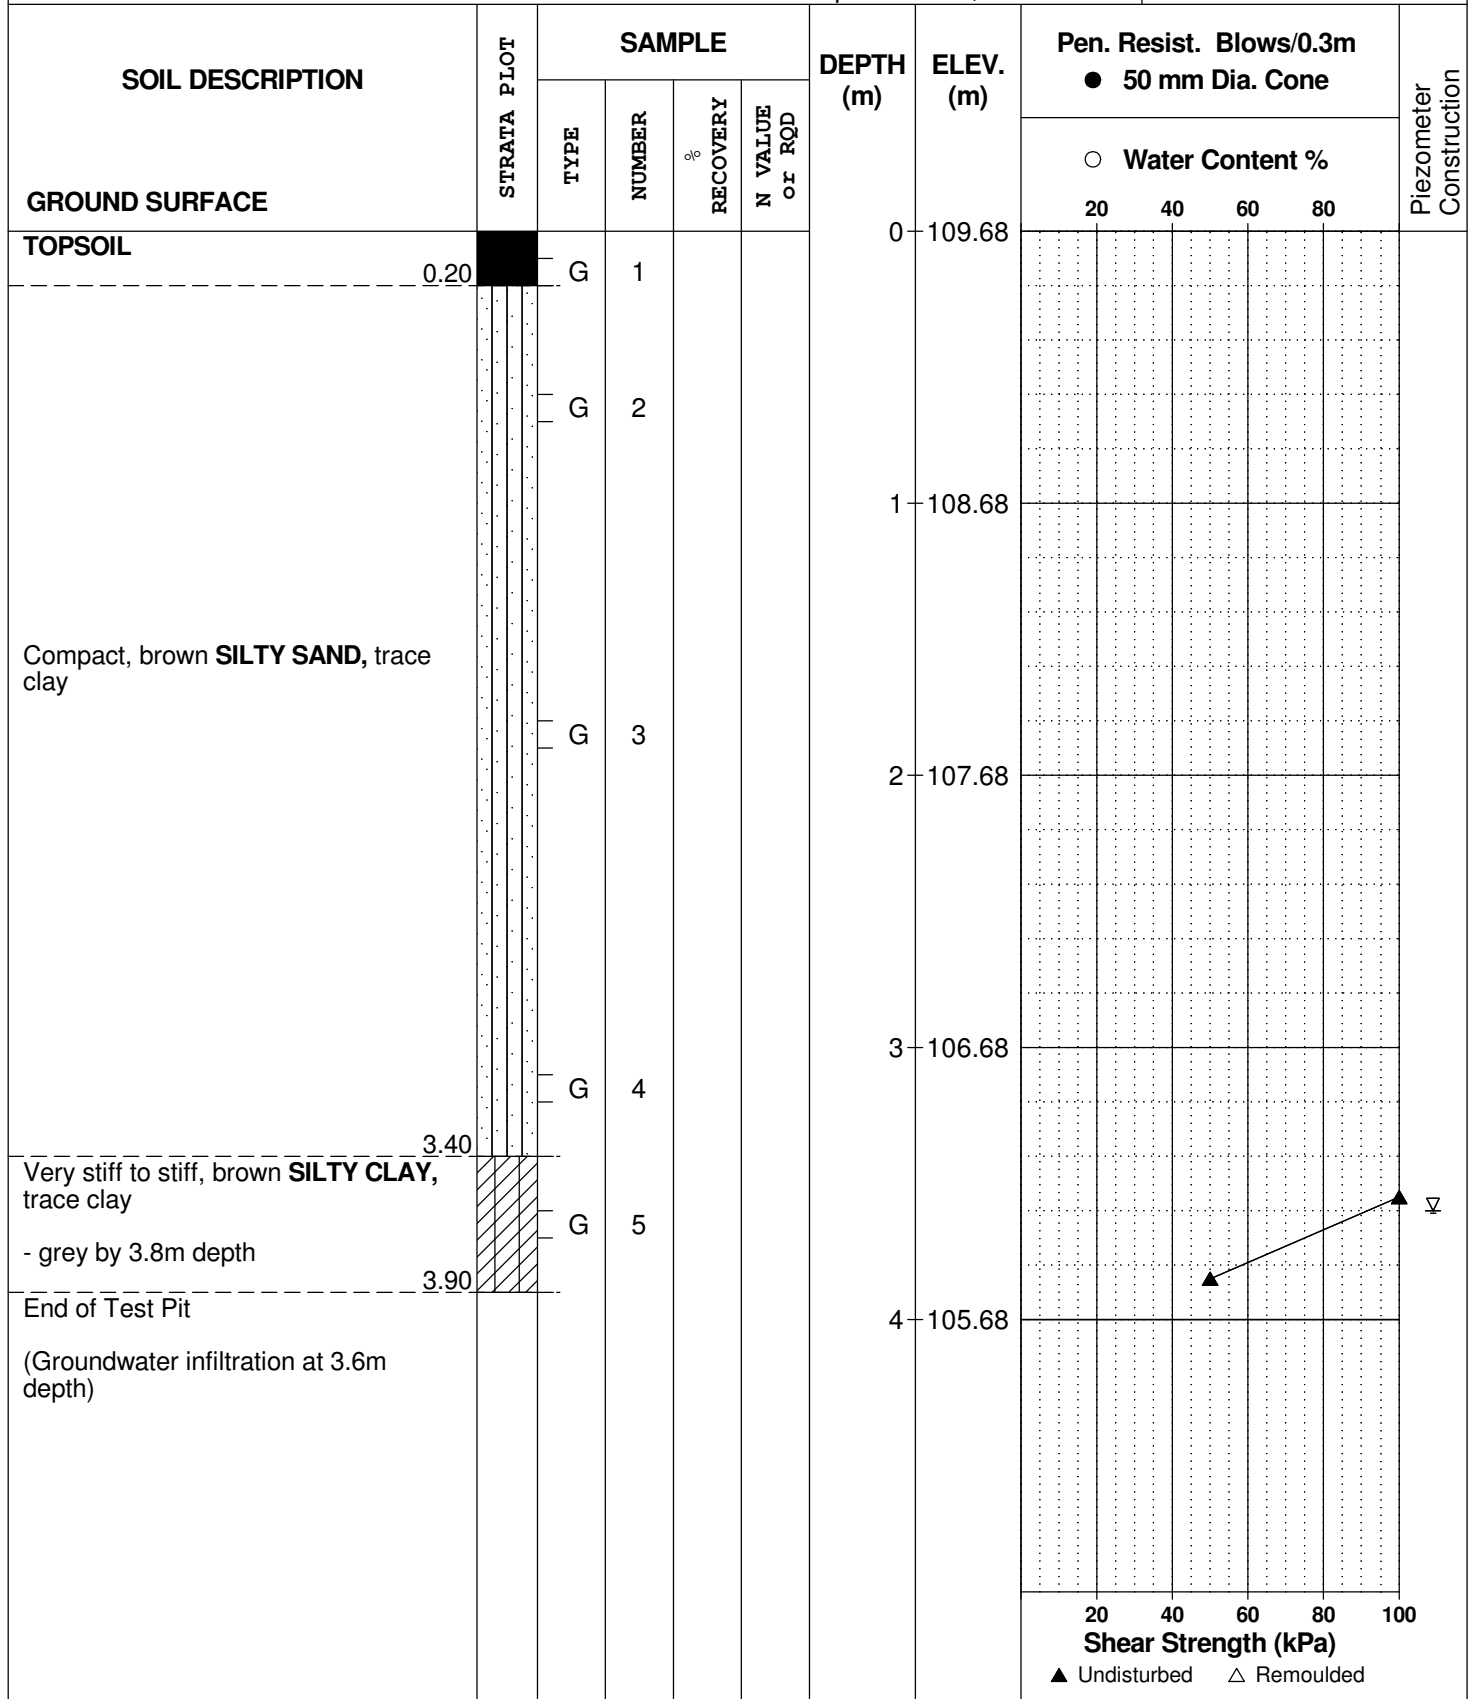 SOIL DESCRIPTION
GROUND SURFACE
STRATA PLOT
SAMPLE
TYPE
NUMBER
% RECOVERY
N VALUE
or RQD
DEPTH
(m)
ELEV.
(m)
Pen. Resist. Blows/0.3m
● 50 mm Dia. Cone
○ Water Content %
20 40 60 80
Piezometer
Construction
TOPSOIL
0.20
G 1
0 109.68
G 2
1 108.68
Compact, brown SILTY SAND, trace
clay
G 3
2 107.68
3 106.68
G 4
3.40
Very stiff to stiff, brown SILTY CLAY,
trace clay
G 5
- grey by 3.8m depth
3.90
End of Test Pit
4 105.68
(Groundwater infiltration at 3.6m
depth)
20 40 60 80 100
Shear Strength (kPa)
▲ Undisturbed △ Remoulded